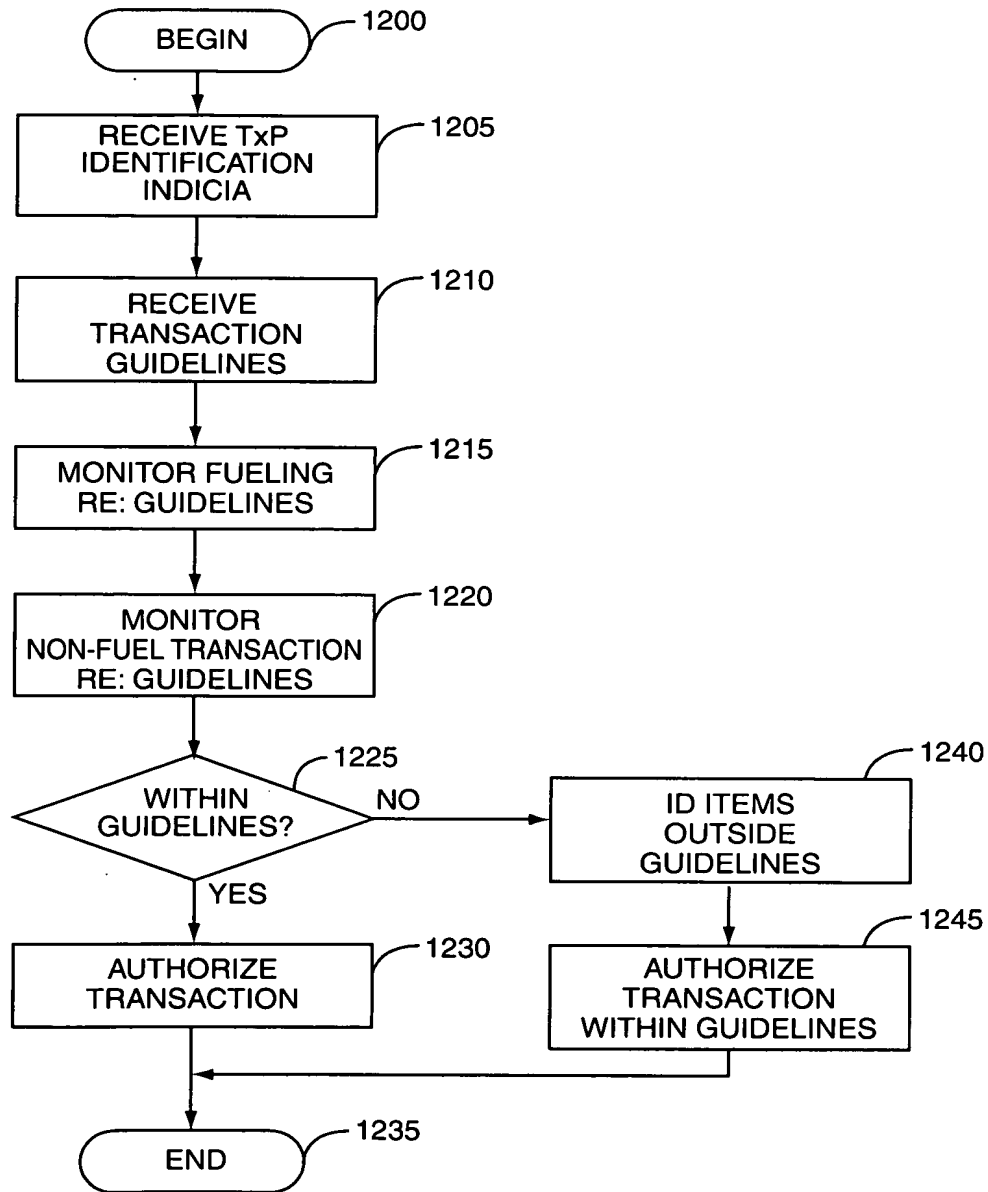 BEGIN
1200
RECEIVE TxP
IDENTIFICATION
INDICIA
1205
RECEIVE
TRANSACTION
GUIDELINES
1210
MONITOR FUELING
RE: GUIDELINES
1215
MONITOR
NON-FUEL TRANSACTION
RE: GUIDELINES
1220
WITHIN
GUIDELINES?
1225
NO
YES
ID ITEMS
OUTSIDE
GUIDELINES
1240
AUTHORIZE
TRANSACTION
1230
AUTHORIZE
TRANSACTION
WITHIN GUIDELINES
1245
END
1235